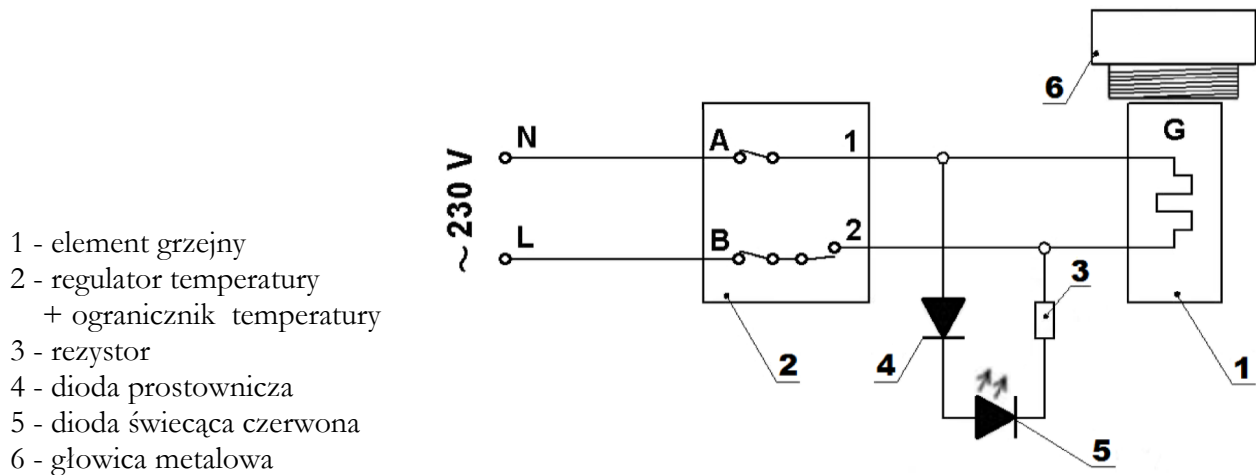 1 - element grzejny
2 - regulator temperatury
+ ogranicznik temperatury
3 - rezystor
4 - dioda prostownicza
5 - dioda świecąca czerwona
6 - głowica metalowa
~ 230 V
N
L
A
1
B
2
2
4
5
3
6
G
1